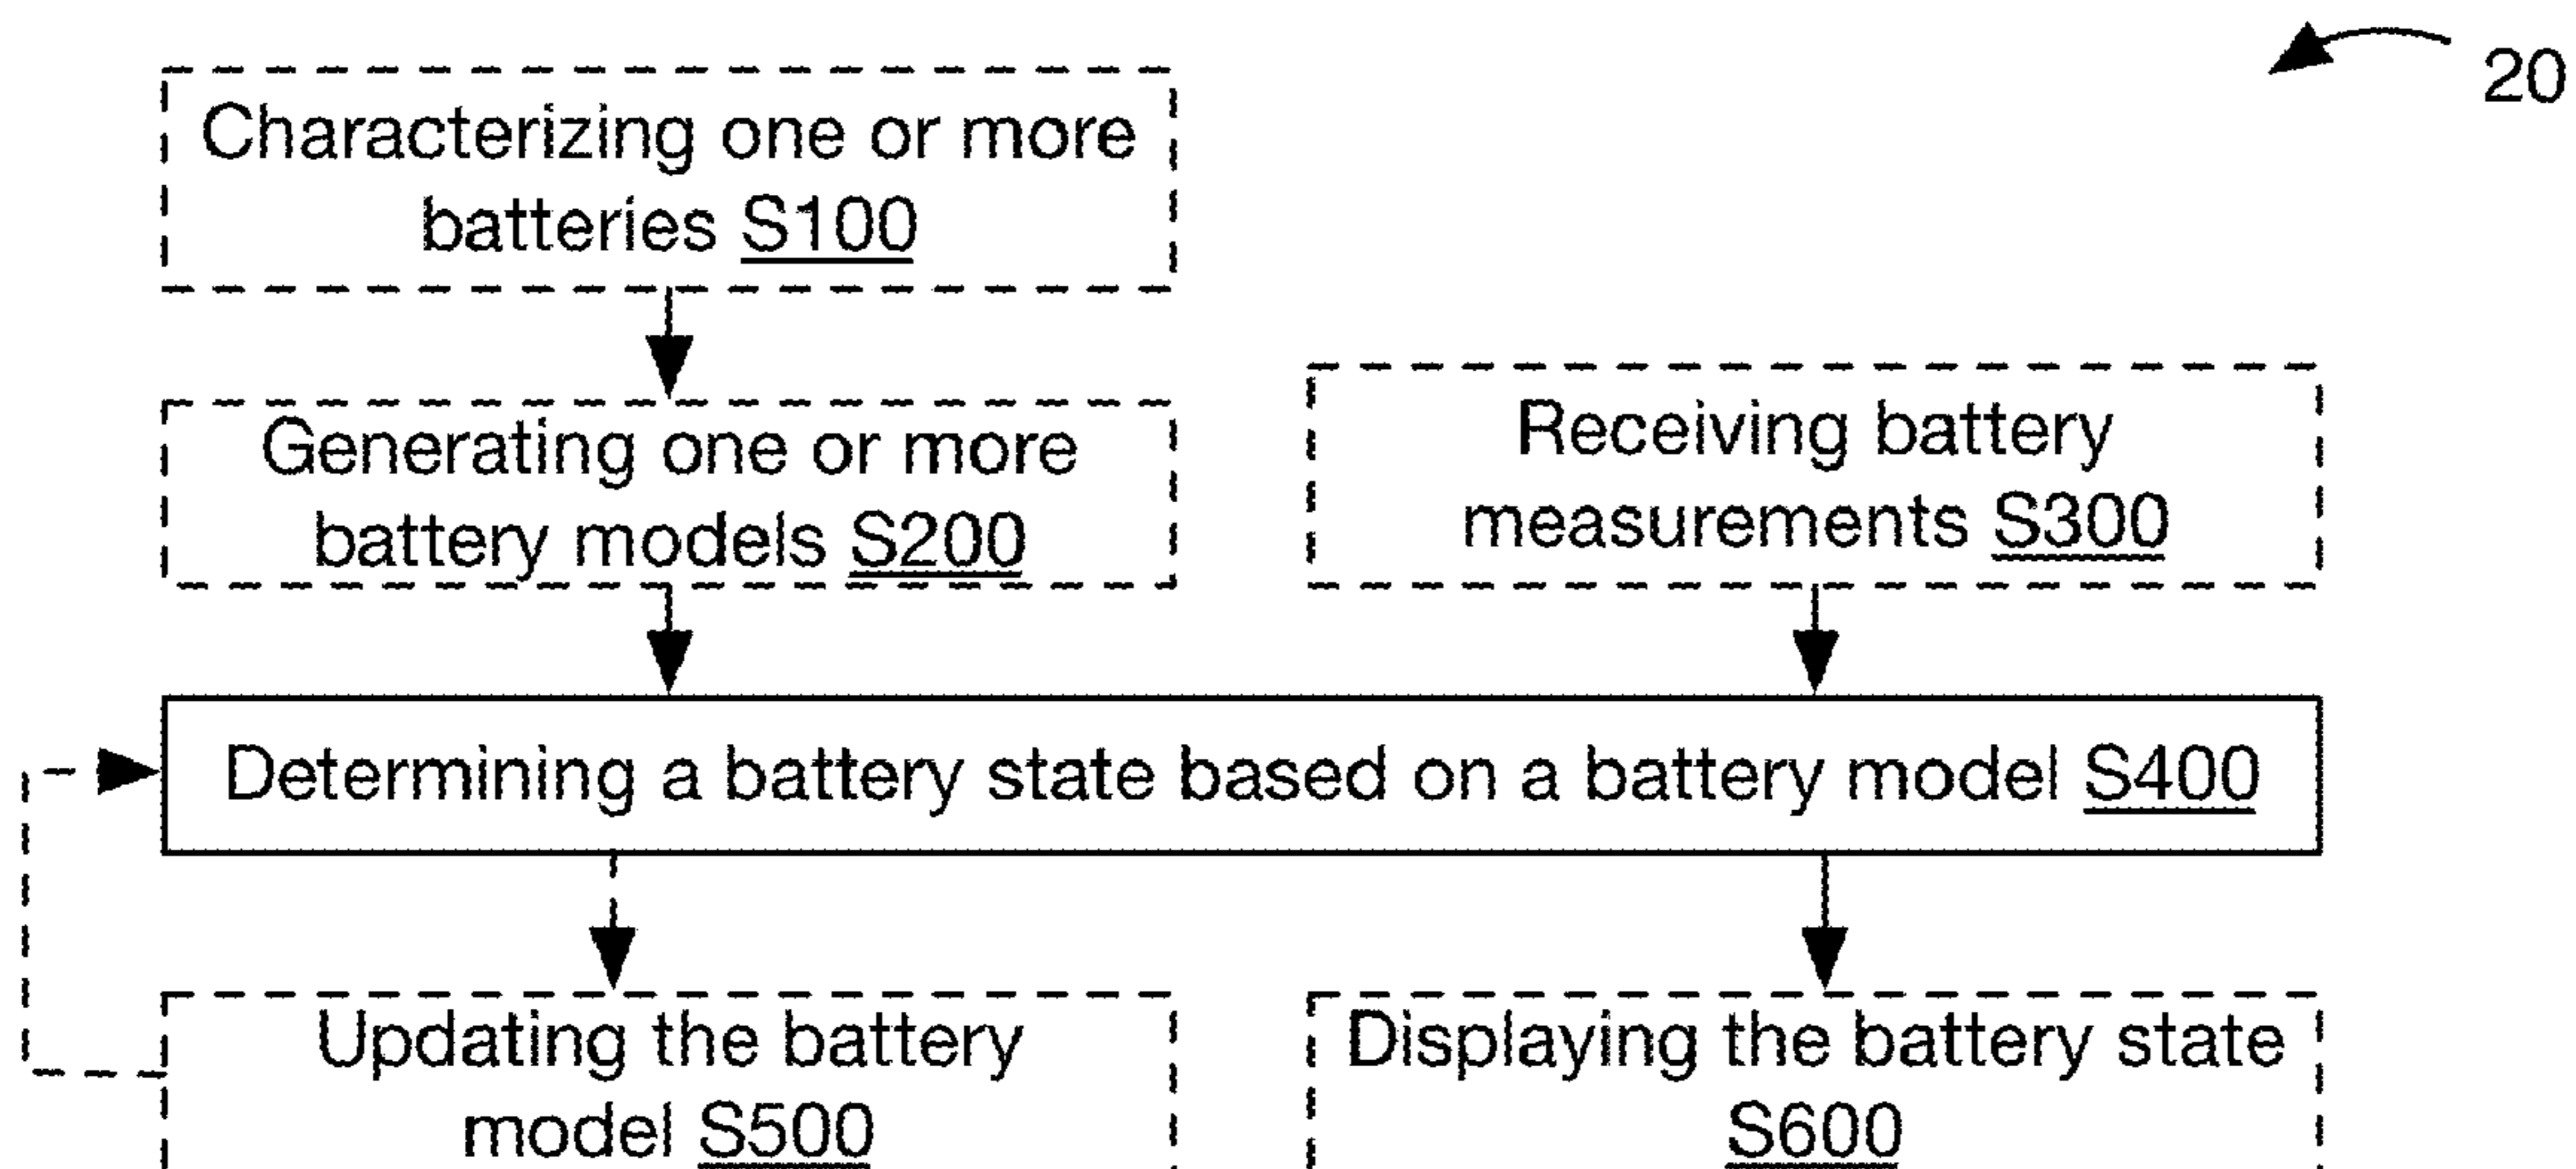 20
Characterizing one or more
batteries S100
Generating one or more
battery models S200
Receiving battery
measurements S300
Determining a battery state based on a battery model S400
Updating the battery
model S500
Displaying the battery state
S600